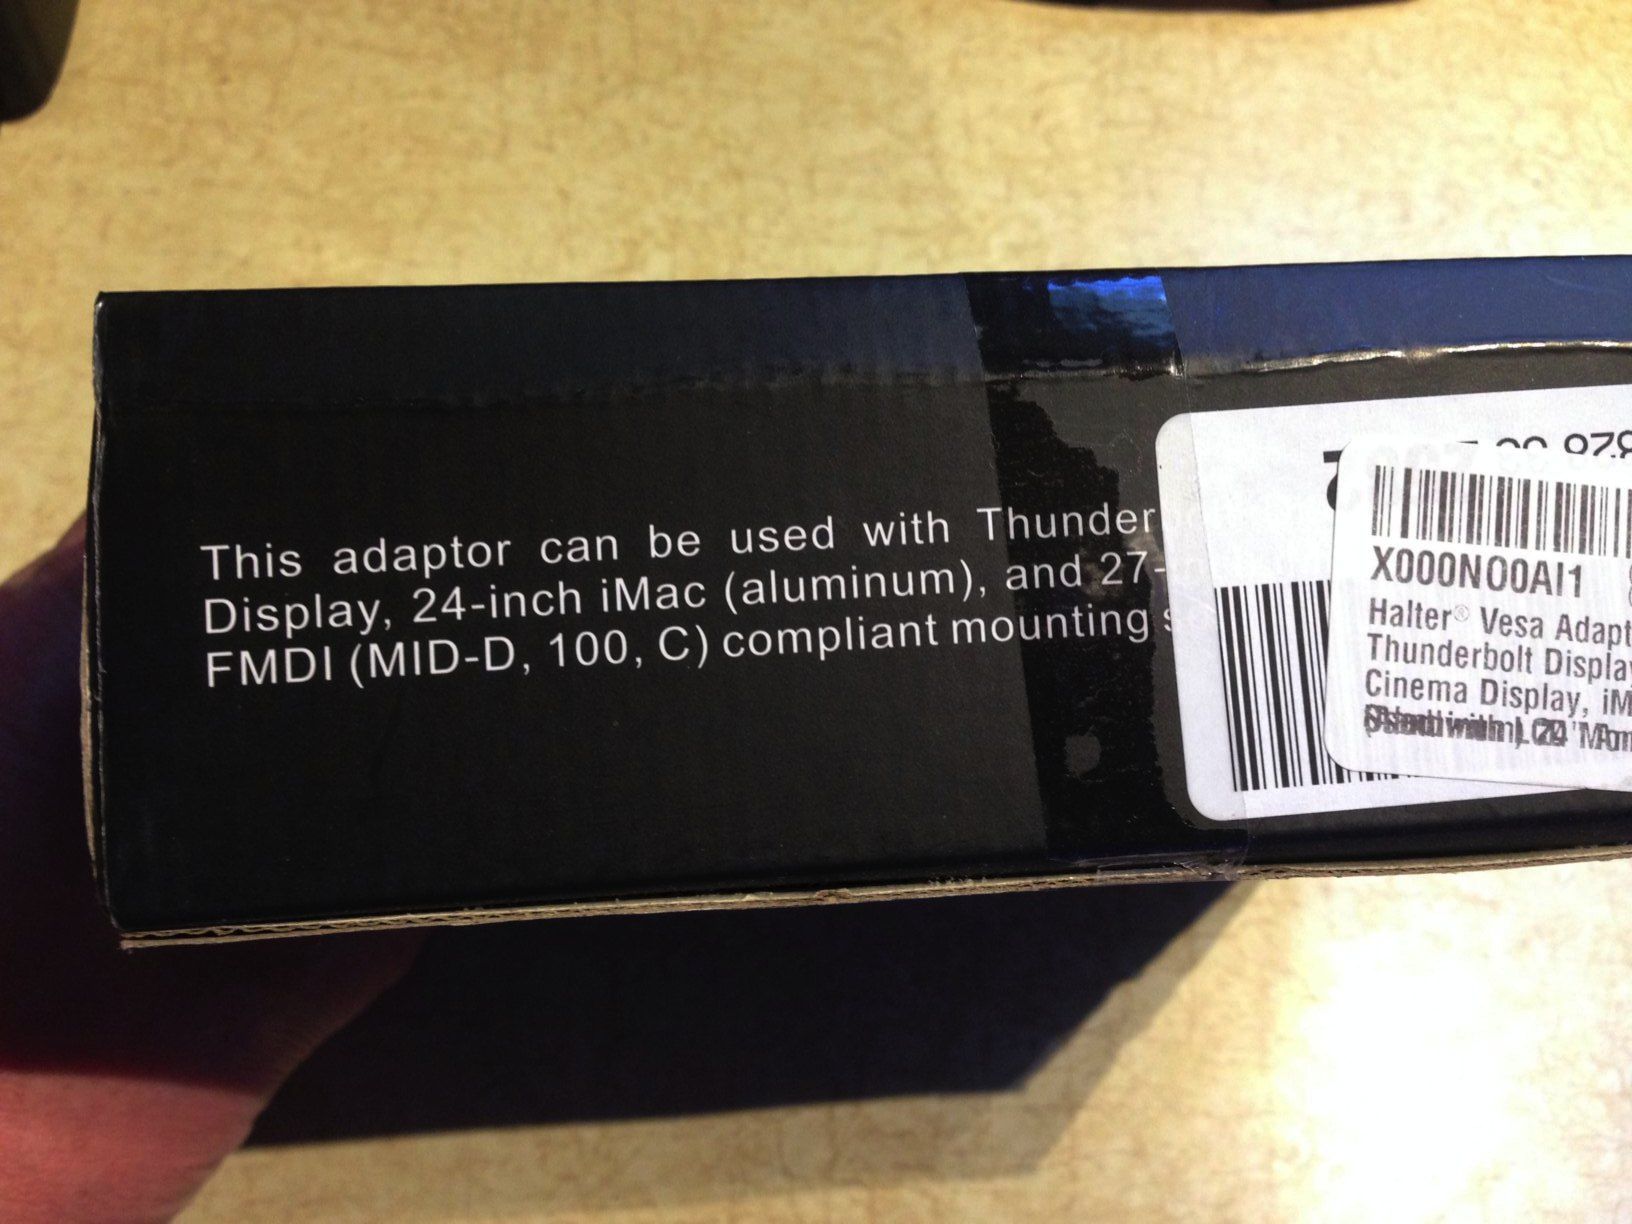 This adaptor can be used with Thunder
Display, 24-inch iMac (aluminum), and 27-
FMDI (MID-D, 100, C) compliant mounting s
X000NO0AI1
Halter® Vesa Adapt
Thunderbolt Display
Cinema Display, iM